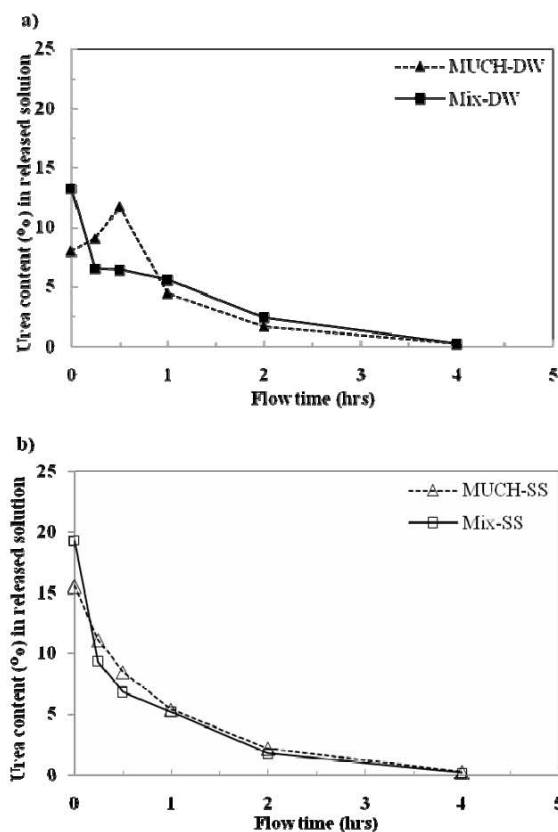 a)
25
20
15
10
5
0
Urea content (%) in released solution
MUCH-DW
Mix-DW
0 1 2 3 4 5
Flow time (hrs)
b)
25
20
15
10
5
0
Urea content (%) in released solution
MUCH-SS
Mix-SS
0 1 2 3 4 5
Flow time (hrs)